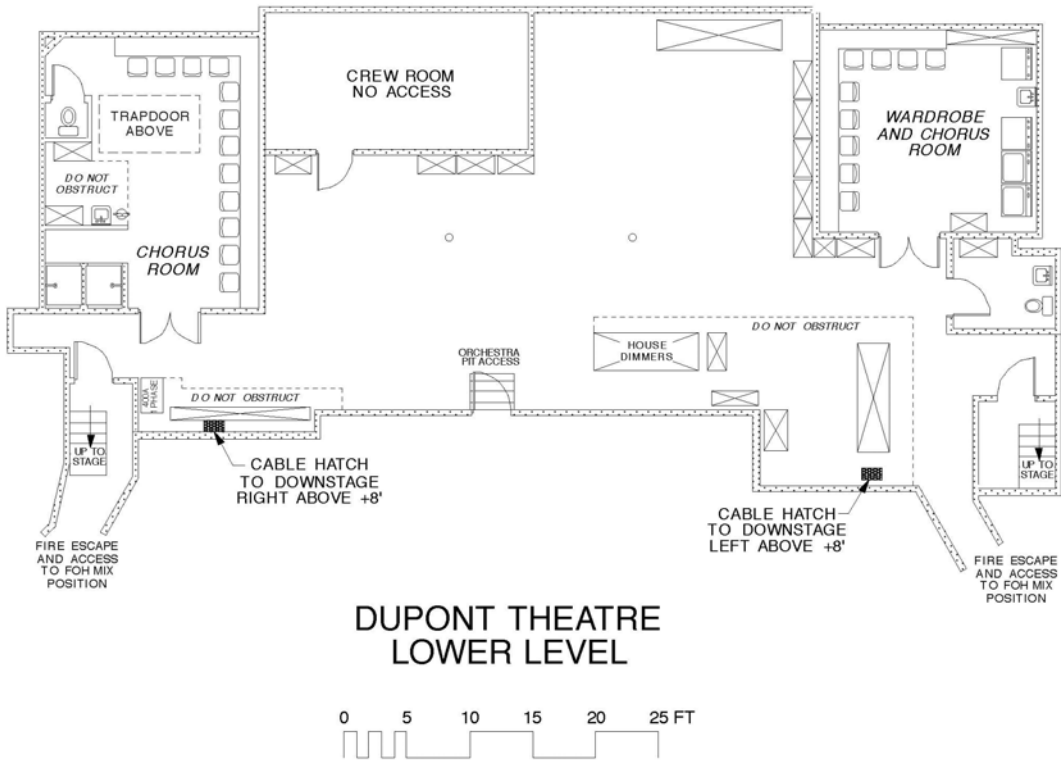 CREW ROOM
NO ACCESS
TRAPDOOR
ABOVE
WARDROBE
AND CHORUS
ROOM
DO NOT
OBSTRUCT
CHORUS
ROOM
DO NOT OBSTRUCT
HOUSE
DIMMERS
ORCHESTRA
PIT ACCESS
400A
PHASE
DO NOT OBSTRUCT
UP TO
STAGE
UP TO
STAGE
CABLE HATCH
TO DOWNSTAGE
RIGHT ABOVE +8'
CABLE HATCH
TO DOWNSTAGE
LEFT ABOVE +8'
FIRE ESCAPE
AND ACCESS
TO FOH MIX
POSITION
FIRE ESCAPE
AND ACCESS
TO FOH MIX
POSITION
DUPONT THEATRE
LOWER LEVEL
0 5 10 15 20 25 FT